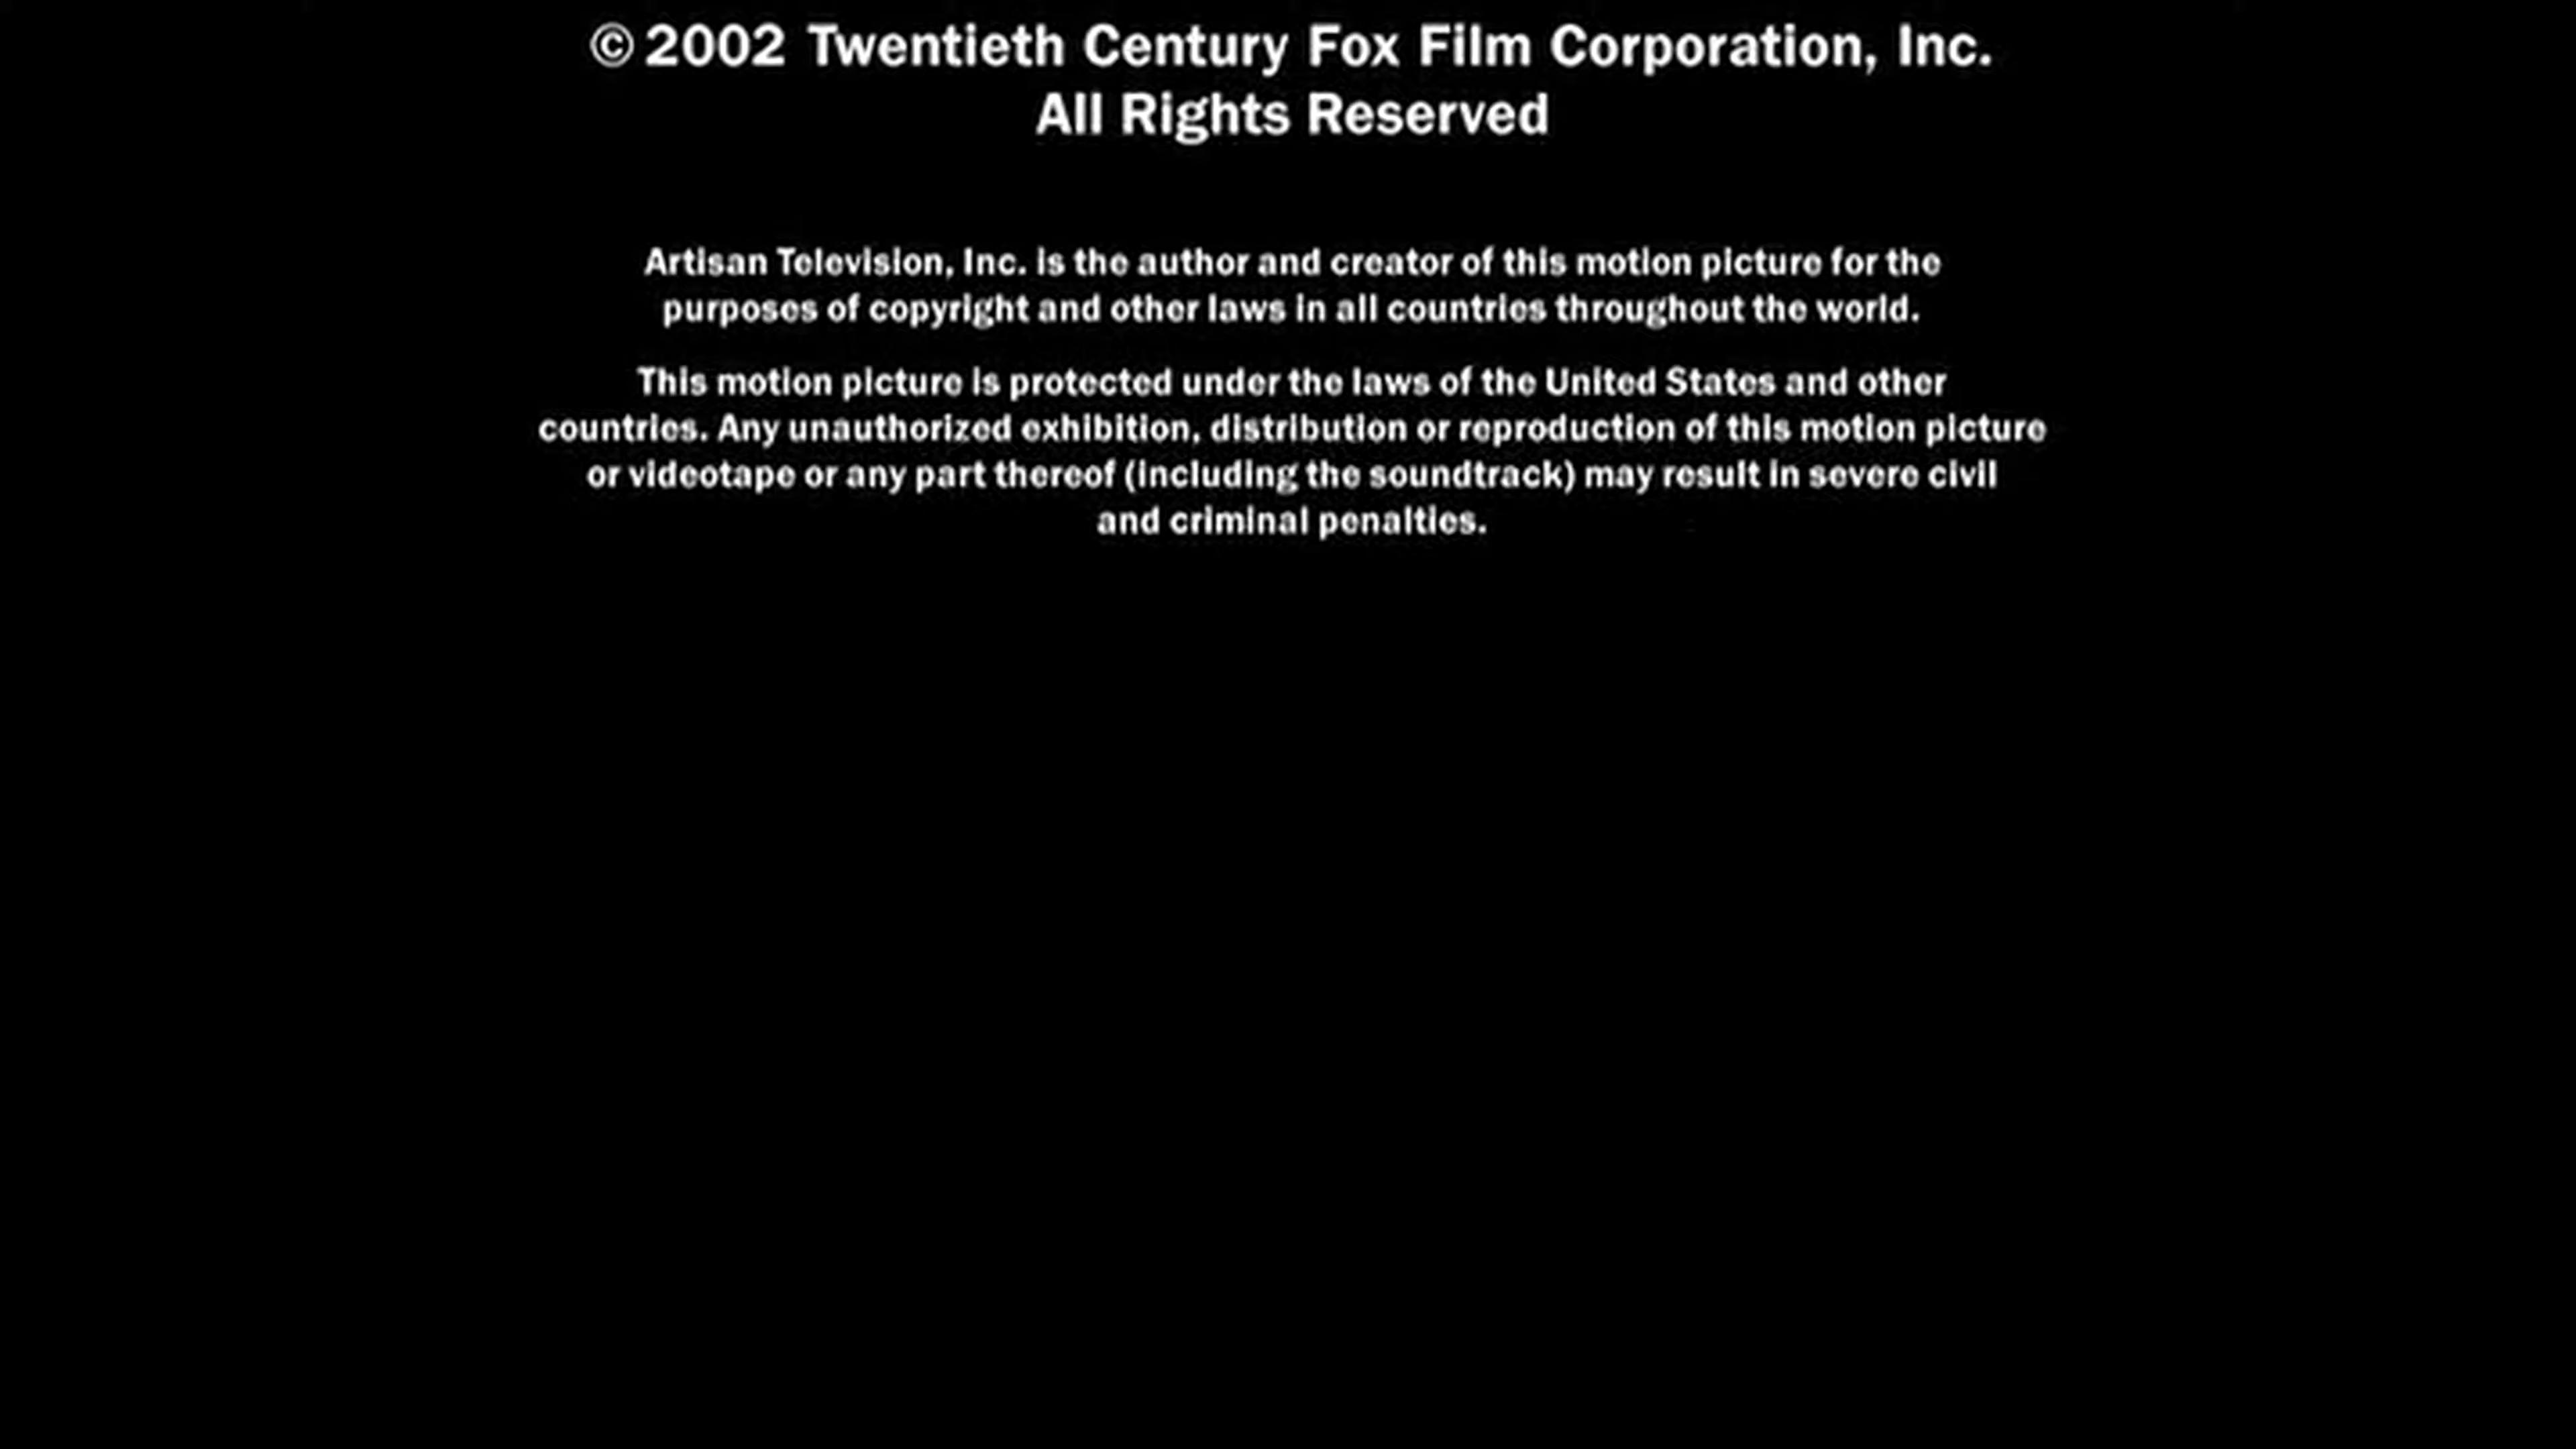 © 2002 Twentieth Century Fox Film Corporation, Inc.
All Rights Reserved
Artisan Television, Inc. is the author and creator of this motion picture for the
purposes of copyright and other laws in all countries throughout the world.
This motion picture is protected under the laws of the United States and other
countries. Any unauthorized exhibition, distribution or reproduction of this motion picture
or videotape or any part thereof (including the soundtrack) may result in severe civil
and criminal penalties.